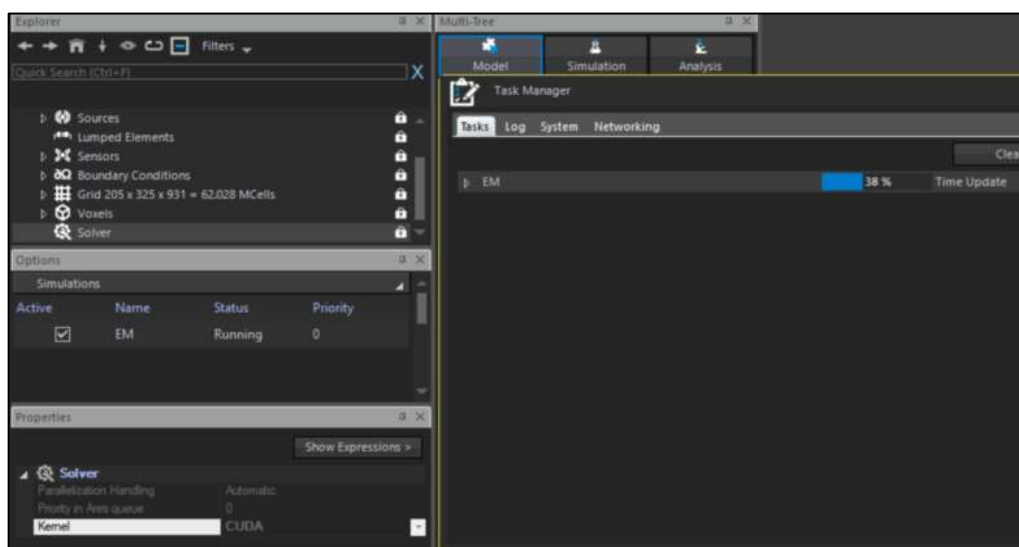 Explorer
Filters
Quick Search (Ctrl+F)
X
Sources
Lumped Elements
Sensors
Boundary Conditions
Grid 205 x 325 x 931 = 62.028 MCells
Voxels
Solver
Options
Simulations
Active Name Status Priority
EM Running 0
Properties
Show Expressions >
Solver
Parallelization Handling Automatic
Priority in Ares queue 0
Kernel CUDA
Multi-Tree
Model Simulation Analysis
Task Manager
Tasks Log System Networking
Clea
EM 38 % Time Update